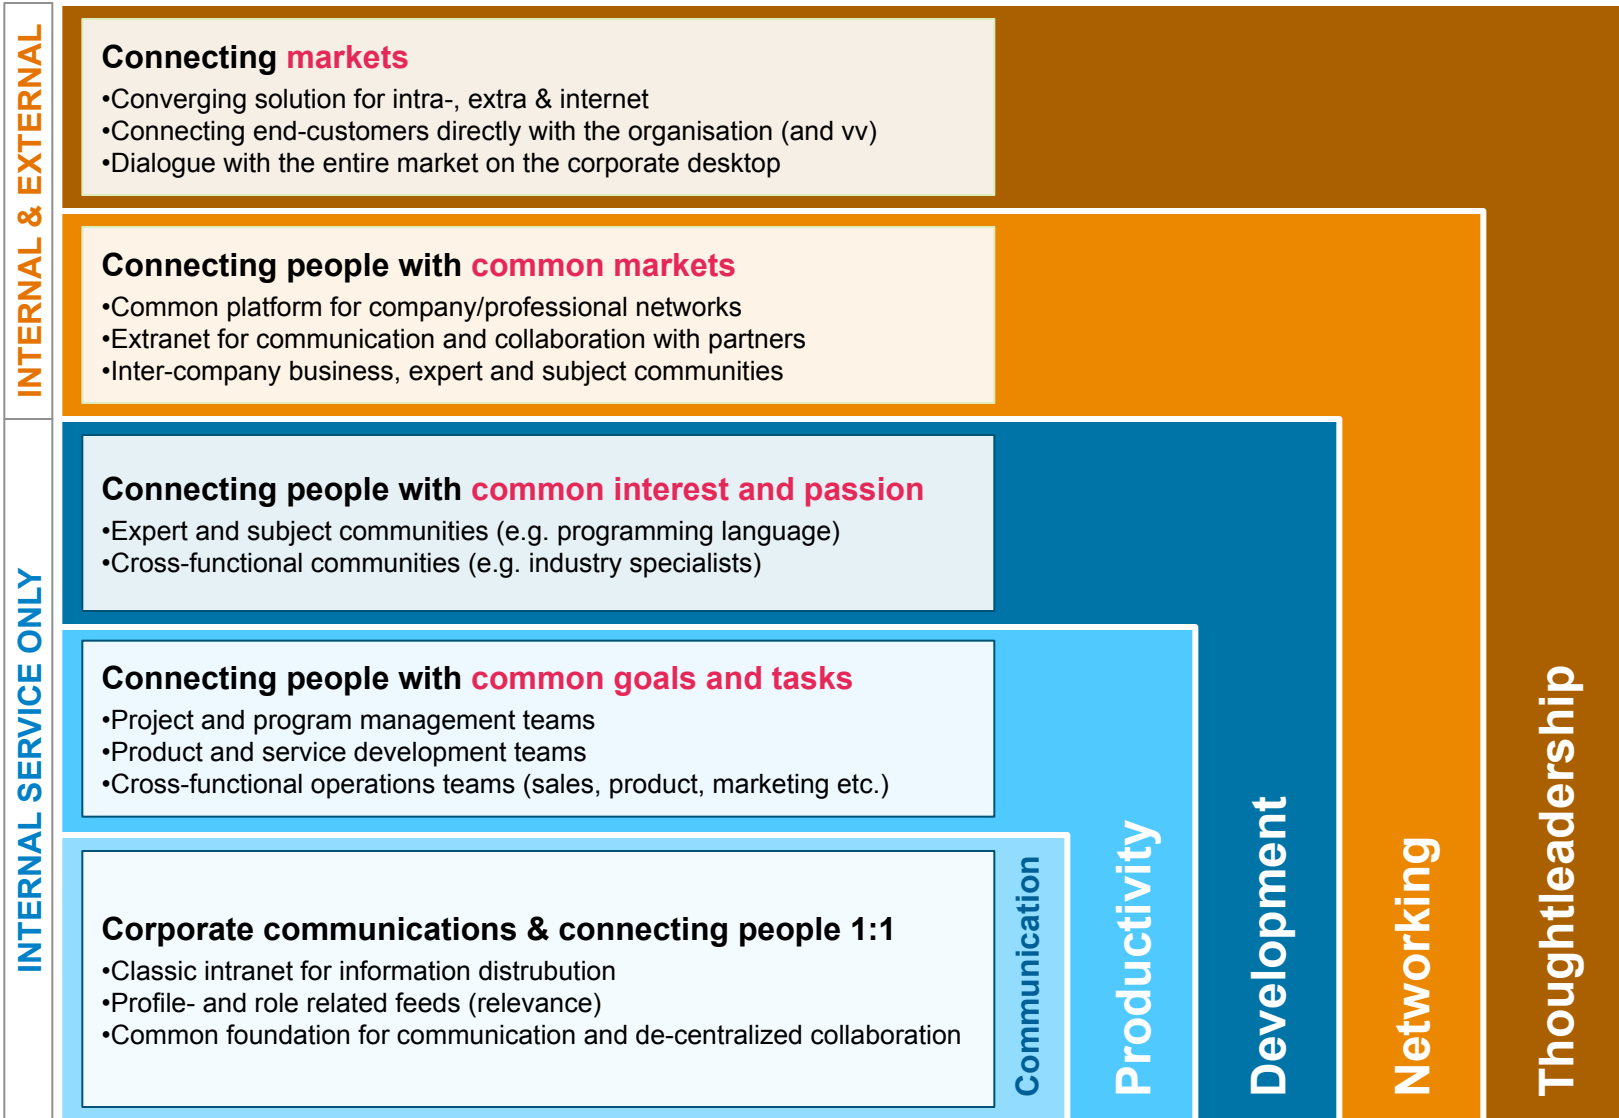 INTERNAL & EXTERNAL
Connecting markets
•Converging solution for intra-, extra & internet
•Connecting end-customers directly with the organisation (and vv)
•Dialogue with the entire market on the corporate desktop
Connecting people with common markets
•Common platform for company/professional networks
•Extranet for communication and collaboration with partners
•Inter-company business, expert and subject communities
INTERNAL SERVICE ONLY
Connecting people with common interest and passion
•Expert and subject communities (e.g. programming language)
•Cross-functional communities (e.g. industry specialists)
Connecting people with common goals and tasks
•Project and program management teams
•Product and service development teams
•Cross-functional operations teams (sales, product, marketing etc.)
Corporate communications & connecting people 1:1
•Classic intranet for information distrubution
•Profile- and role related feeds (relevance)
•Common foundation for communication and de-centralized collaboration
Communication
Productivity
Development
Networking
Thoughtleadership